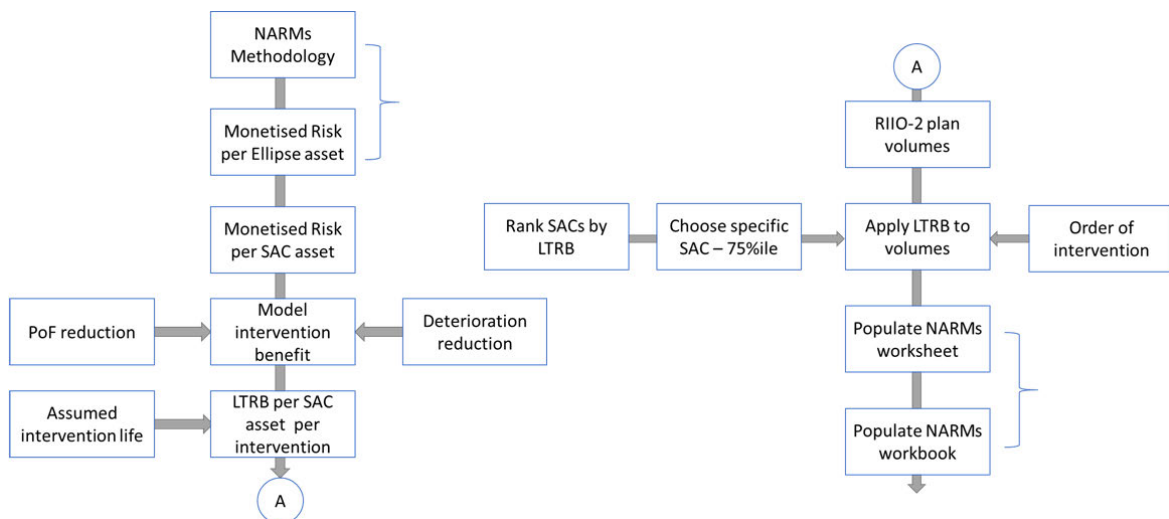 NARMs
Methodology
Monetised Risk
per Ellipse asset
Monetised Risk
per SAC asset
PoF reduction
Model
intervention
benefit
Deterioration
reduction
Assumed
intervention life
LTRB per SAC
asset per
intervention
A
A
RIIO-2 plan
volumes
Rank SACs by
LTRB
Choose specific
SAC – 75%ile
Apply LTRB to
volumes
Order of
intervention
Populate NARMs
worksheet
Populate NARMs
workbook